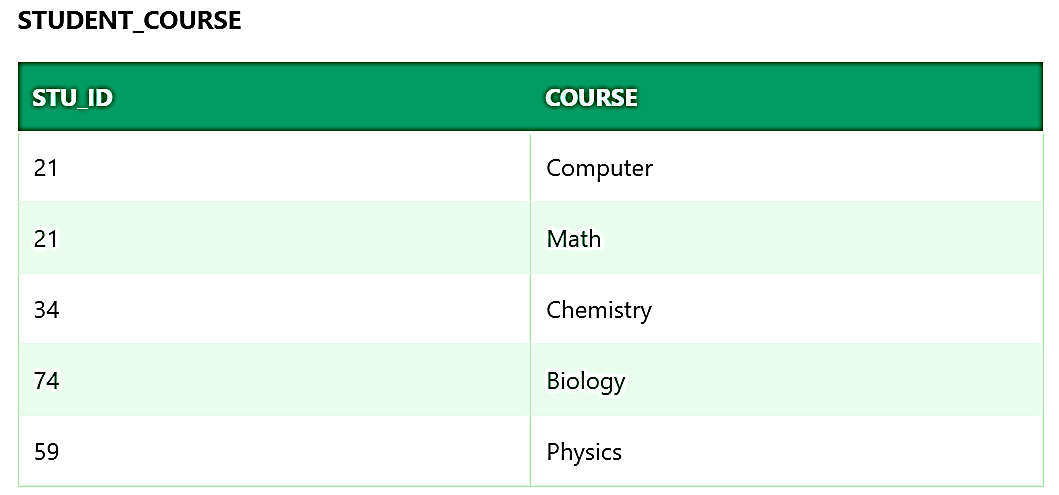 STUDENT_COURSE
STU_ID COURSE
21 Computer
21 Math
34 Chemistry
74 Biology
59 Physics